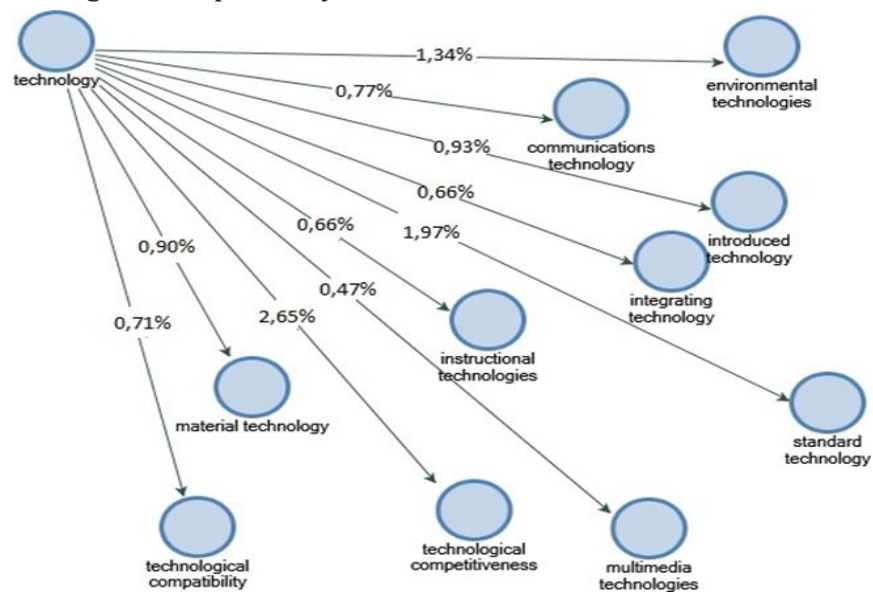 technology
1,34%
environmental
technologies
0,77%
communications
technology
0,93%
introduced
technology
0,66%
integrating
technology
1,97%
standard
technology
0,66%
instructional
technologies
0,47%
multimedia
technologies
2,65%
technological
competitiveness
0,90%
material technology
0,71%
technological
compatibility